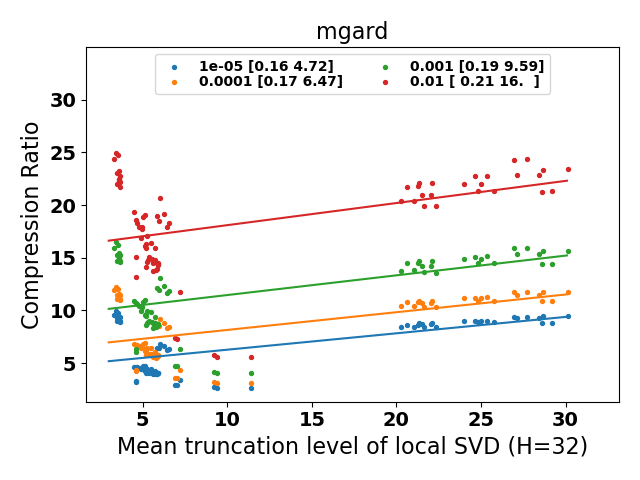 mgard
1e-05 [0.16 4.72]
0.0001 [0.17 6.47]
0.001 [0.19 9.59]
0.01 [ 0.21 16.  ]
Compression Ratio
30
25
20
15
10
5
5 10 15 20 25 30
Mean truncation level of local SVD (H=32)